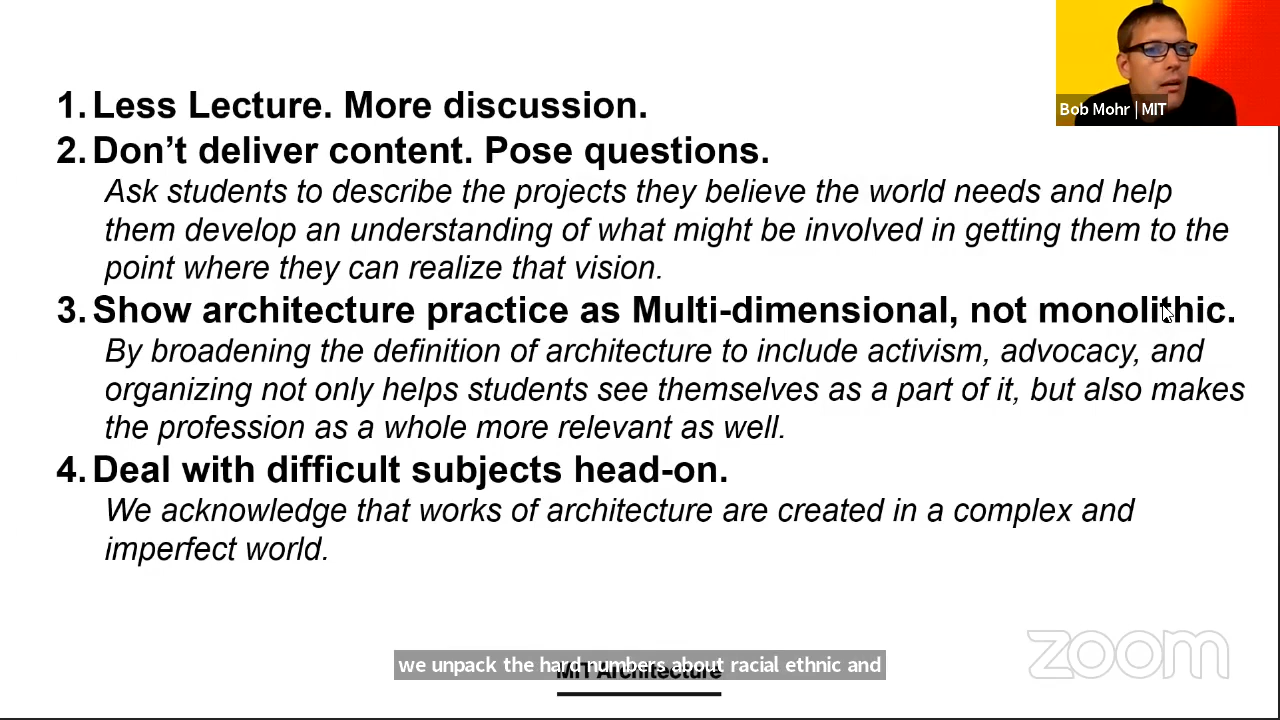 Bob Mohr | MIT
1. Less Lecture. More discussion.
2. Don’t deliver content. Pose questions.
Ask students to describe the projects they believe the world needs and help
them develop an understanding of what might be involved in getting them to the
point where they can realize that vision.
3. Show architecture practice as Multi-dimensional, not monolithic.
By broadening the definition of architecture to include activism, advocacy, and
organizing not only helps students see themselves as a part of it, but also makes
the profession as a whole more relevant as well.
4. Deal with difficult subjects head-on.
We acknowledge that works of architecture are created in a complex and
imperfect world.
we unpack the hard numbers about racial ethnic and
MIT Architecture
zoom